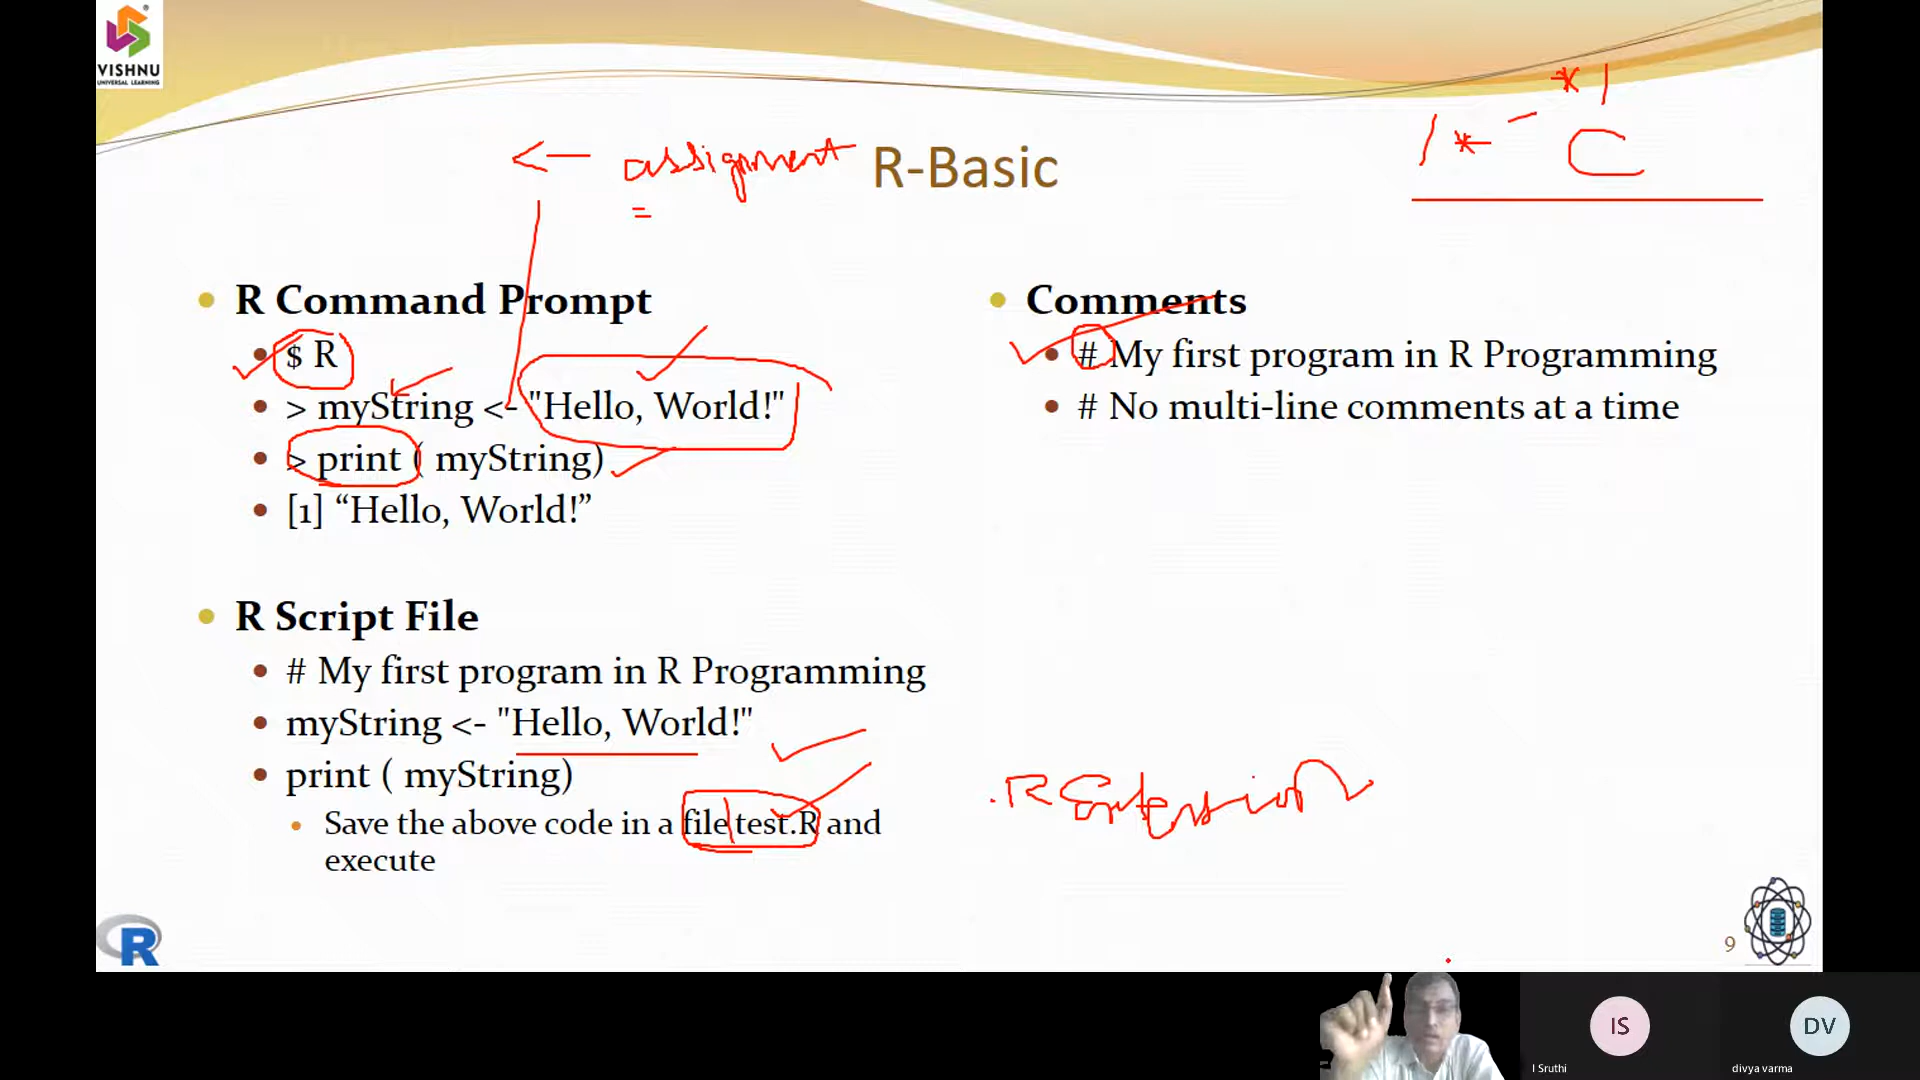 VISHNU
UNIVERSAL LEARNING
/* - */
C
<- assignment
=
R-Basic
R Command Prompt
$ R
> myString <- "Hello, World!"
> print ( myString)
[1] “Hello, World!”
R Script File
# My first program in R Programming
myString <- "Hello, World!"
print ( myString)
Save the above code in a file test.R and
execute
Comments
# My first program in R Programming
# No multi-line comments at a time
.R Extension
R
9
IS
DV
I Sruthi
divya varma